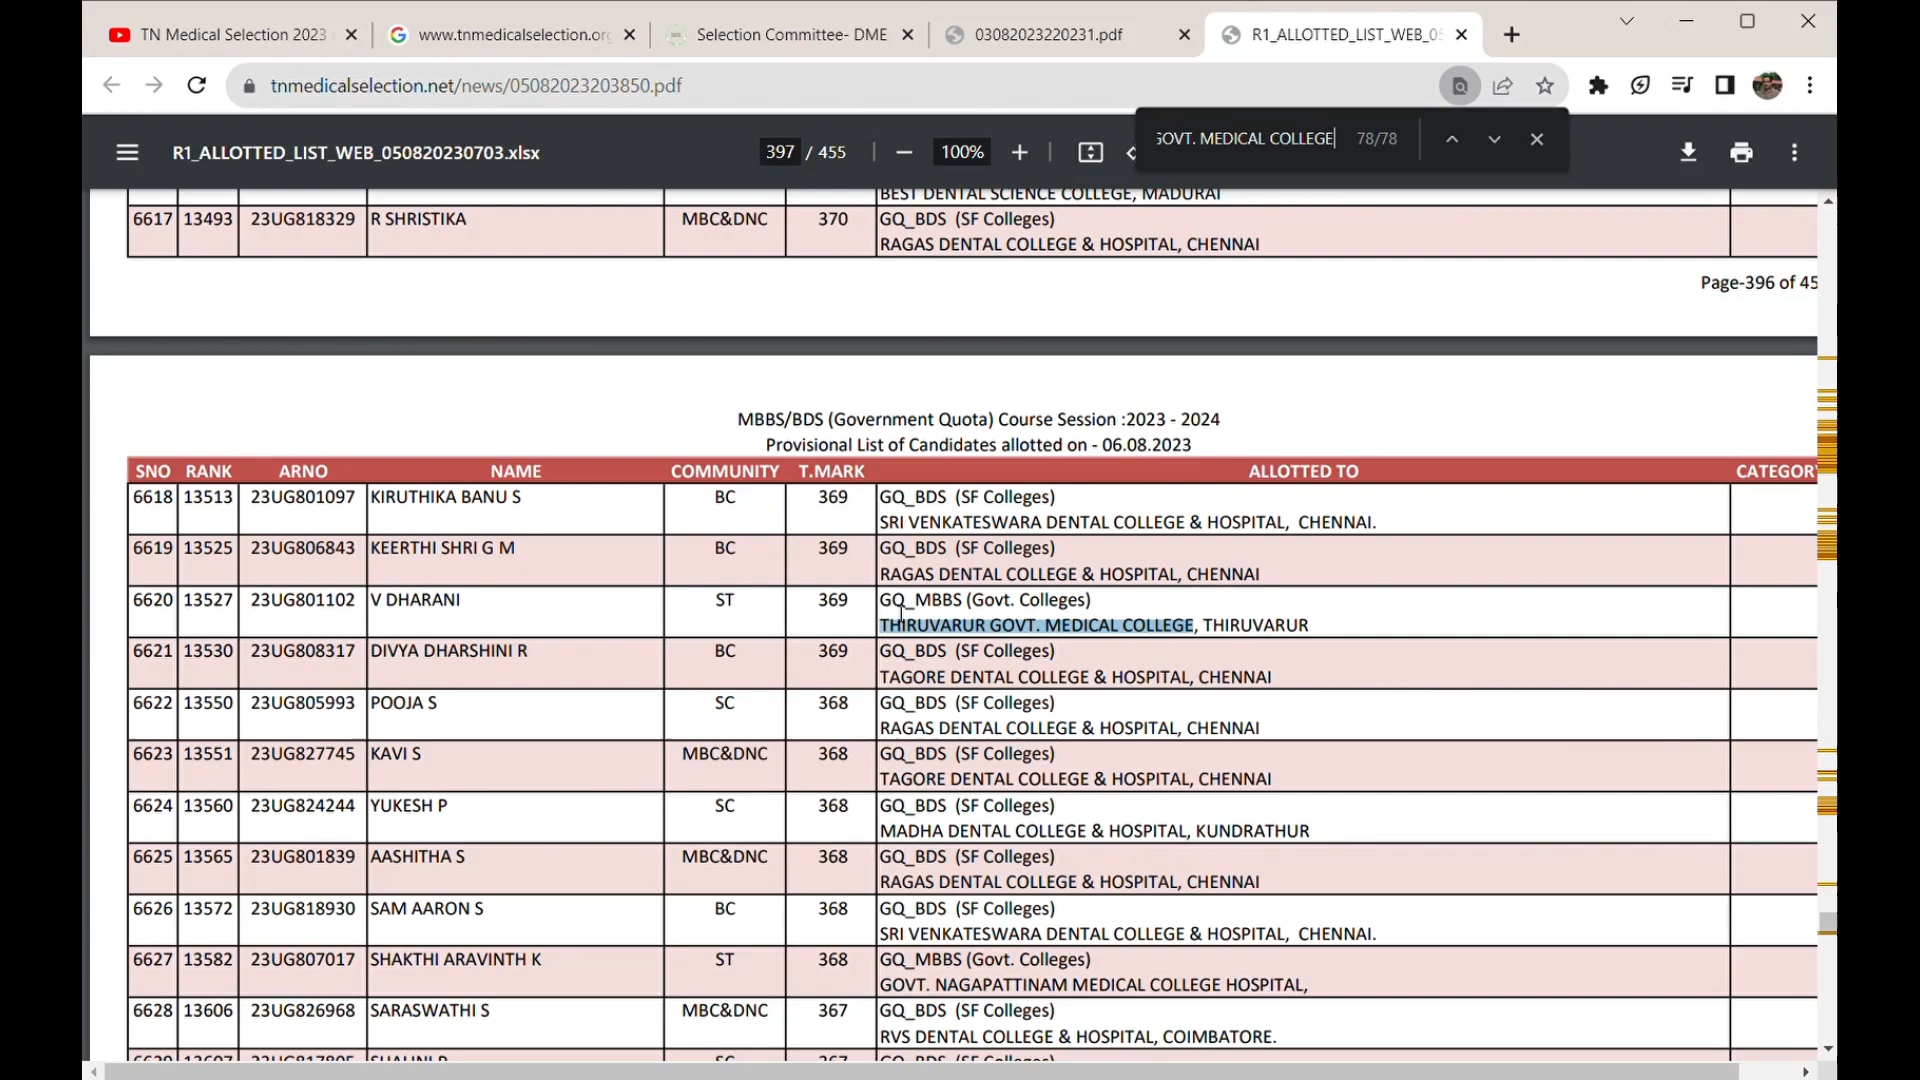 TN Medical Selection 2023
www.tnmedicalselection.org
Selection Committee- DME
03082023220231.pdf
R1_ALLOTTED_LIST_WEB_05
tnmedicalselection.net/news/05082023203850.pdf
R1_ALLOTTED_LIST_WEB_050820230703.xlsx
397 / 455
100%
GOVT. MEDICAL COLLEGE 78/78
BEST DENTAL SCIENCE COLLEGE, MADURAI
6617 13493 23UG818329 R SHRISTIKA MBC&DNC 370 GQ_BDS (SF Colleges)
RAGAS DENTAL COLLEGE & HOSPITAL, CHENNAI
Page-396 of 45
MBBS/BDS (Government Quota) Course Session :2023 - 2024
Provisional List of Candidates allotted on - 06.08.2023
SNO RANK ARNO NAME COMMUNITY T.MARK ALLOTTED TO CATEGORY
6618 13513 23UG801097 KIRUTHIKA BANU S BC 369 GQ_BDS (SF Colleges)
SRI VENKATESWARA DENTAL COLLEGE & HOSPITAL, CHENNAI.
6619 13525 23UG806843 KEERTHI SHRI G M BC 369 GQ_BDS (SF Colleges)
RAGAS DENTAL COLLEGE & HOSPITAL, CHENNAI
6620 13527 23UG801102 V DHARANI ST 369 GQ_MBBS (Govt. Colleges)
THIRUVARUR GOVT. MEDICAL COLLEGE, THIRUVARUR
6621 13530 23UG808317 DIVYA DHARSHINI R BC 369 GQ_BDS (SF Colleges)
TAGORE DENTAL COLLEGE & HOSPITAL, CHENNAI
6622 13550 23UG805993 POOJA S SC 368 GQ_BDS (SF Colleges)
RAGAS DENTAL COLLEGE & HOSPITAL, CHENNAI
6623 13551 23UG827745 KAVI S MBC&DNC 368 GQ_BDS (SF Colleges)
TAGORE DENTAL COLLEGE & HOSPITAL, CHENNAI
6624 13560 23UG824244 YUKESH P SC 368 GQ_BDS (SF Colleges)
MADHA DENTAL COLLEGE & HOSPITAL, KUNDRATHUR
6625 13565 23UG801839 AASHITHA S MBC&DNC 368 GQ_BDS (SF Colleges)
RAGAS DENTAL COLLEGE & HOSPITAL, CHENNAI
6626 13572 23UG818930 SAM AARON S BC 368 GQ_BDS (SF Colleges)
SRI VENKATESWARA DENTAL COLLEGE & HOSPITAL, CHENNAI.
6627 13582 23UG807017 SHAKTHI ARAVINTH K ST 368 GQ_MBBS (Govt. Colleges)
GOVT. NAGAPATTINAM MEDICAL COLLEGE HOSPITAL,
6628 13606 23UG826968 SARASWATHI S MBC&DNC 367 GQ_BDS (SF Colleges)
RVS DENTAL COLLEGE & HOSPITAL, COIMBATORE.
6629 13607 SC 367 GQ_BDS (SF Colleges)